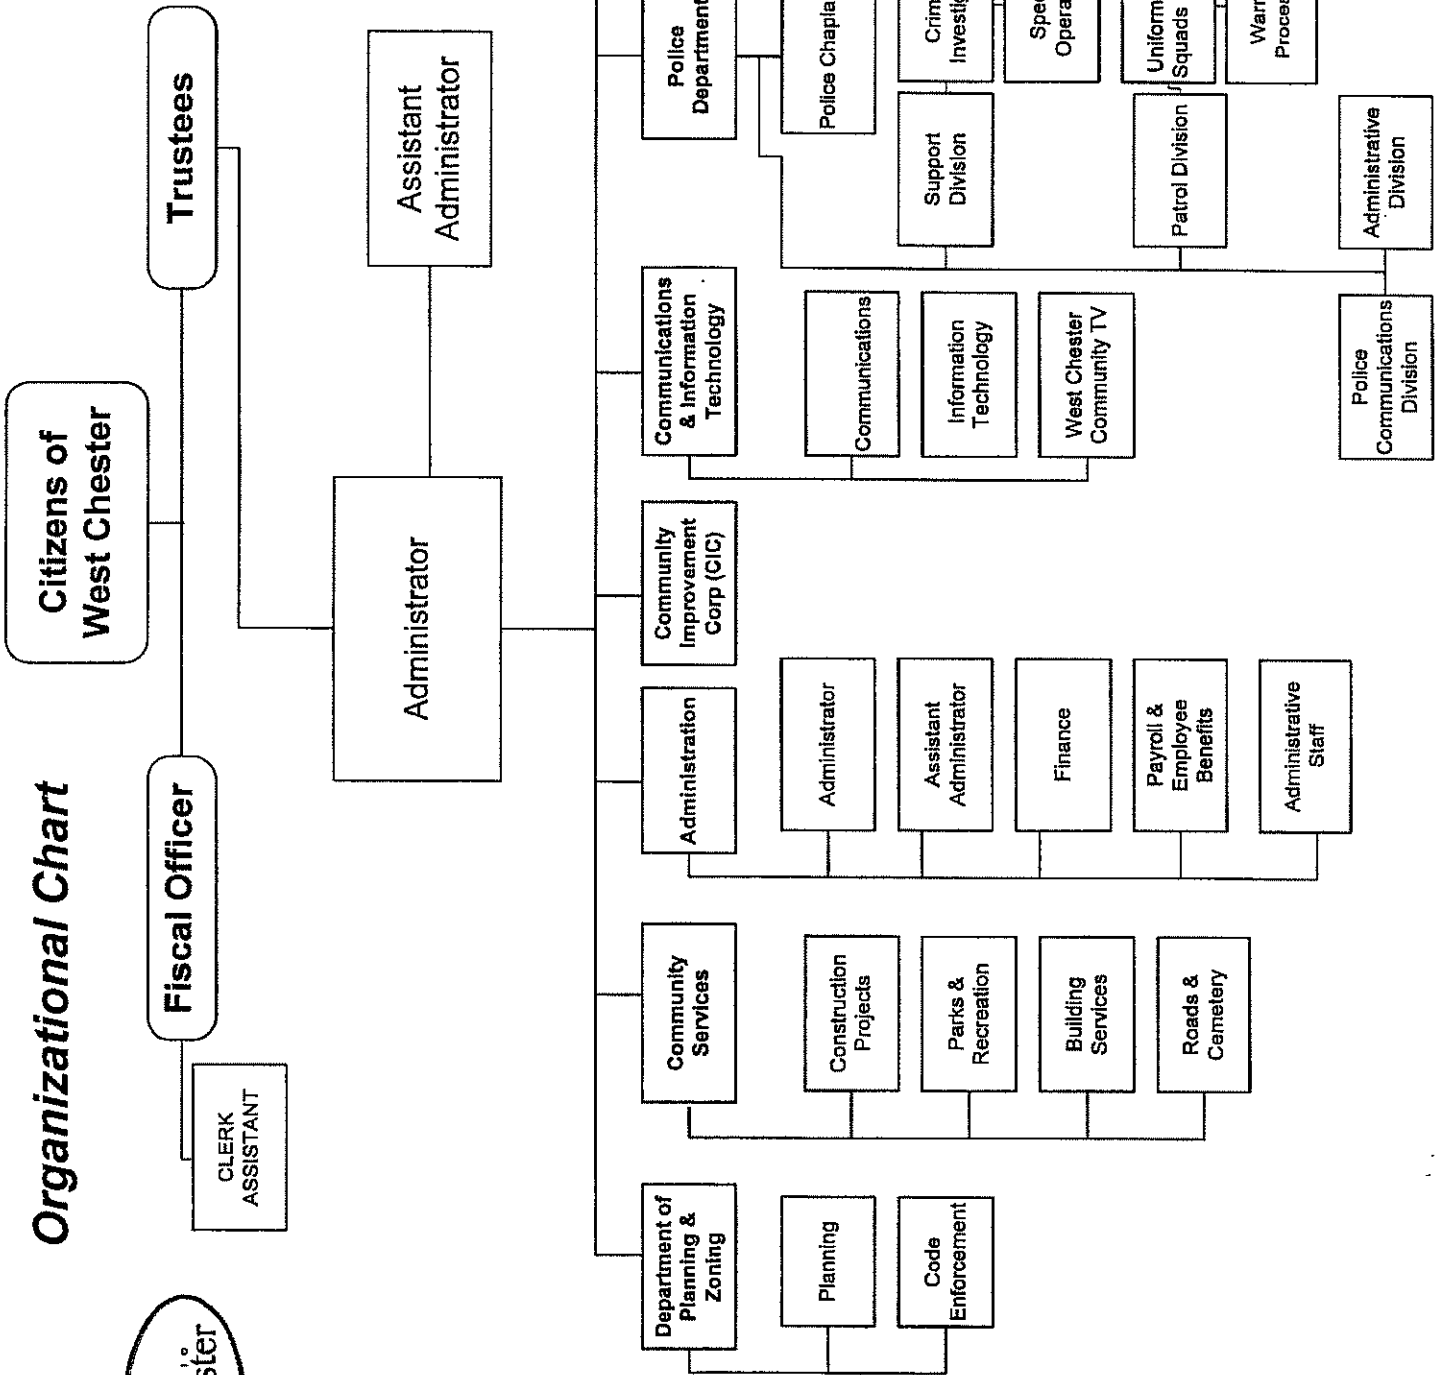 Organizational Chart
Citizens of
West Chester
Fiscal Officer
Trustees
CLERK
ASSISTANT
Administrator
Assistant
Administrator
Department of
Planning &
Zoning
Community
Services
Administration
Community
Improvement
Corp (CIC)
Communications
& Information
Technology
Police
Department
Planning
Code
Enforcement
Construction
Projects
Parks &
Recreation
Building
Services
Roads &
Cemetery
Administrator
Assistant
Administrator
Finance
Payroll &
Employee
Benefits
Administrative
Staff
Communications
Information
Technology
West Chester
Community TV
Police
Support
Division
Patrol Division
Squads
Administrative
Division
Police
Communications
Division